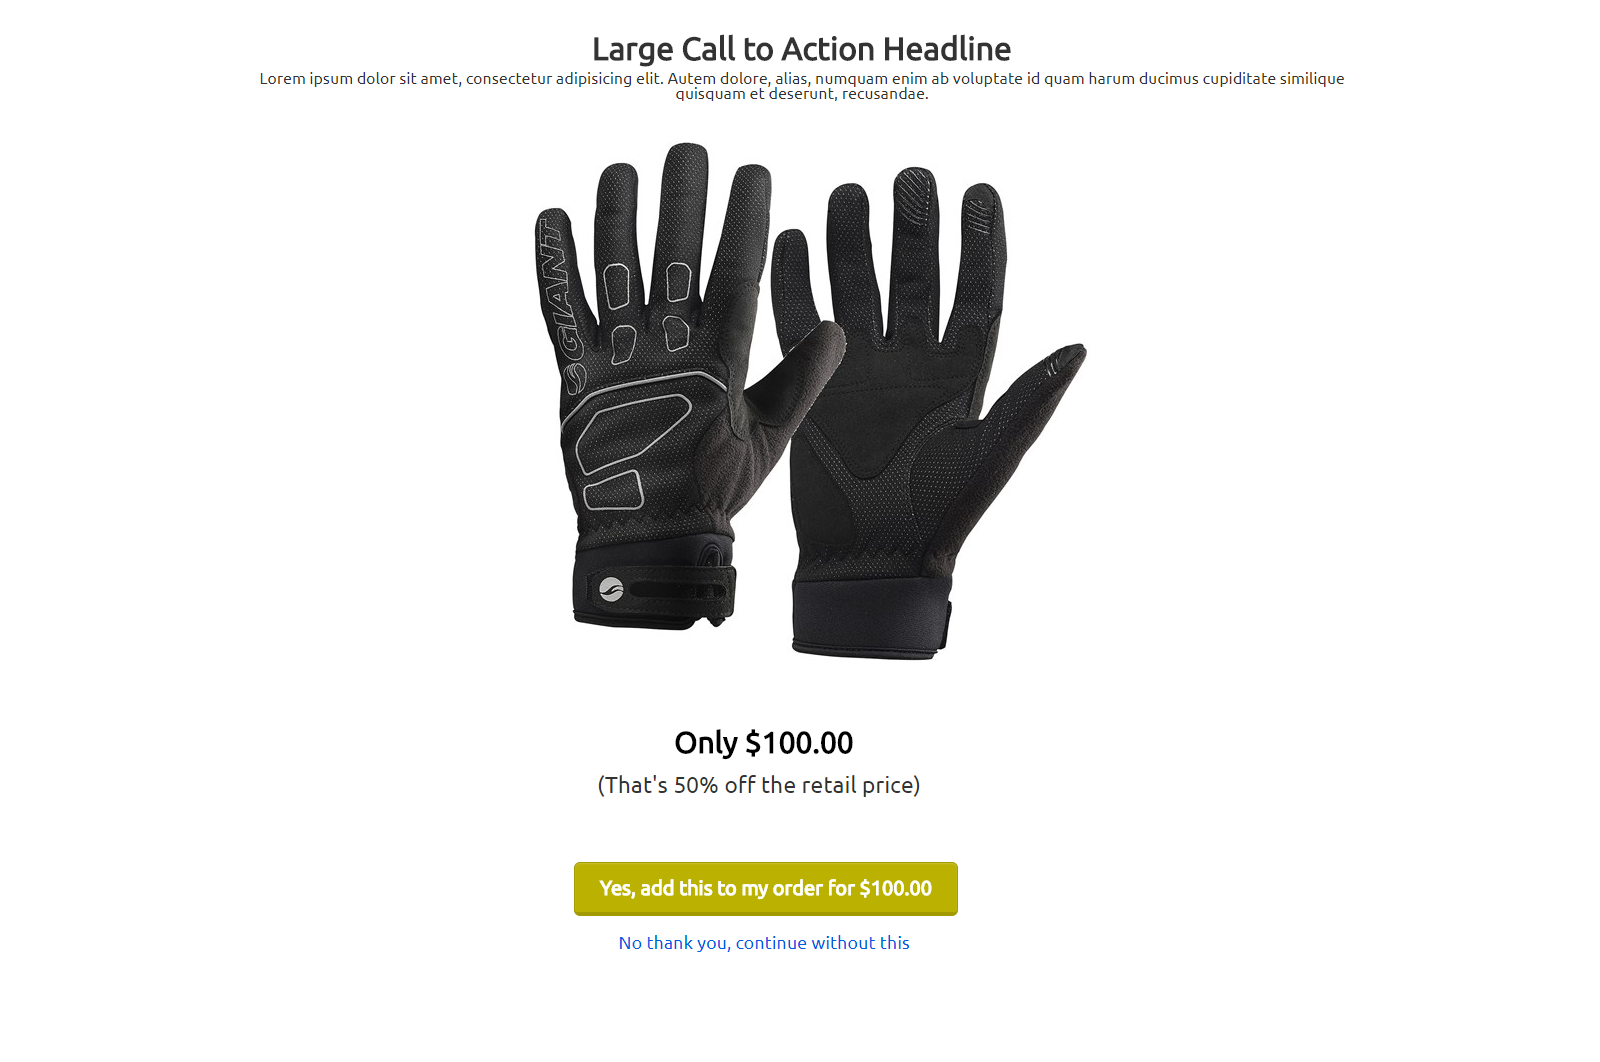 Large Call to Action Headline
Lorem ipsum dolor sit amet, consectetur adipisicing elit. Autem dolore, alias, numquam enim ab voluptate id quam harum ducimus cupiditate similique
quisquam et deserunt, recusandae.
GIANT
Only $100.00
(That's 50% off the retail price)
Yes, add this to my order for $100.00
No thank you, continue without this